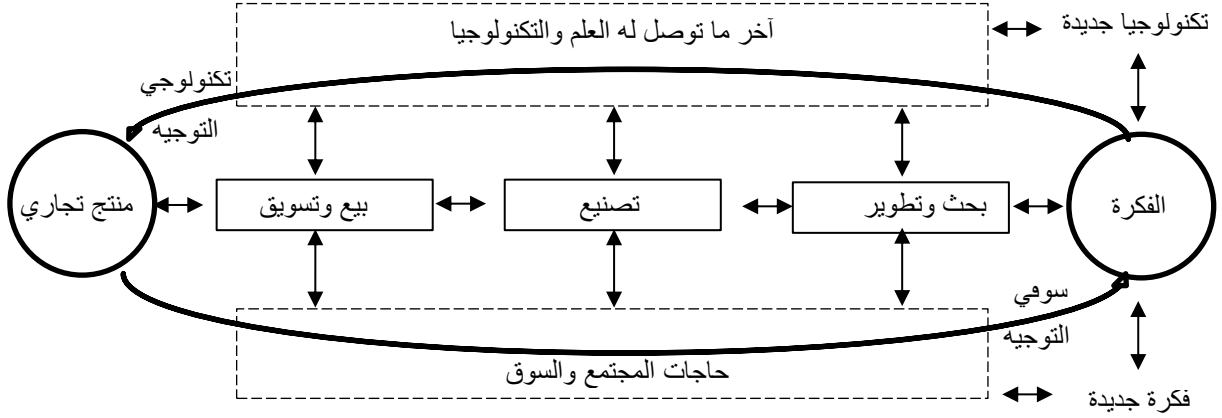 آخر ما توصل له العلم والتكنولوجيا
تكنولوجيا جديدة
تكنولوجي
التوجيه
الفكرة
بحث وتطوير
تصنيع
بيع وتسويق
منتج تجاري
سوفي
التوجيه
حاجات المجتمع والسوق
فكرة جديدة